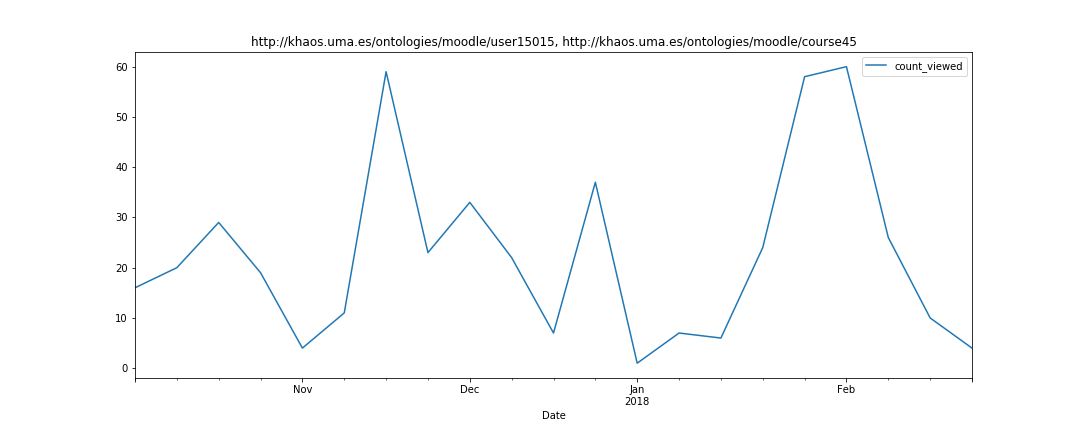 http://khaos.uma.es/ontologies/moodle/user15015, http://khaos.uma.es/ontologies/moodle/course45
count_viewed
60
50
40
30
20
10
0
Nov
Dec
Jan
2018
Feb
Date